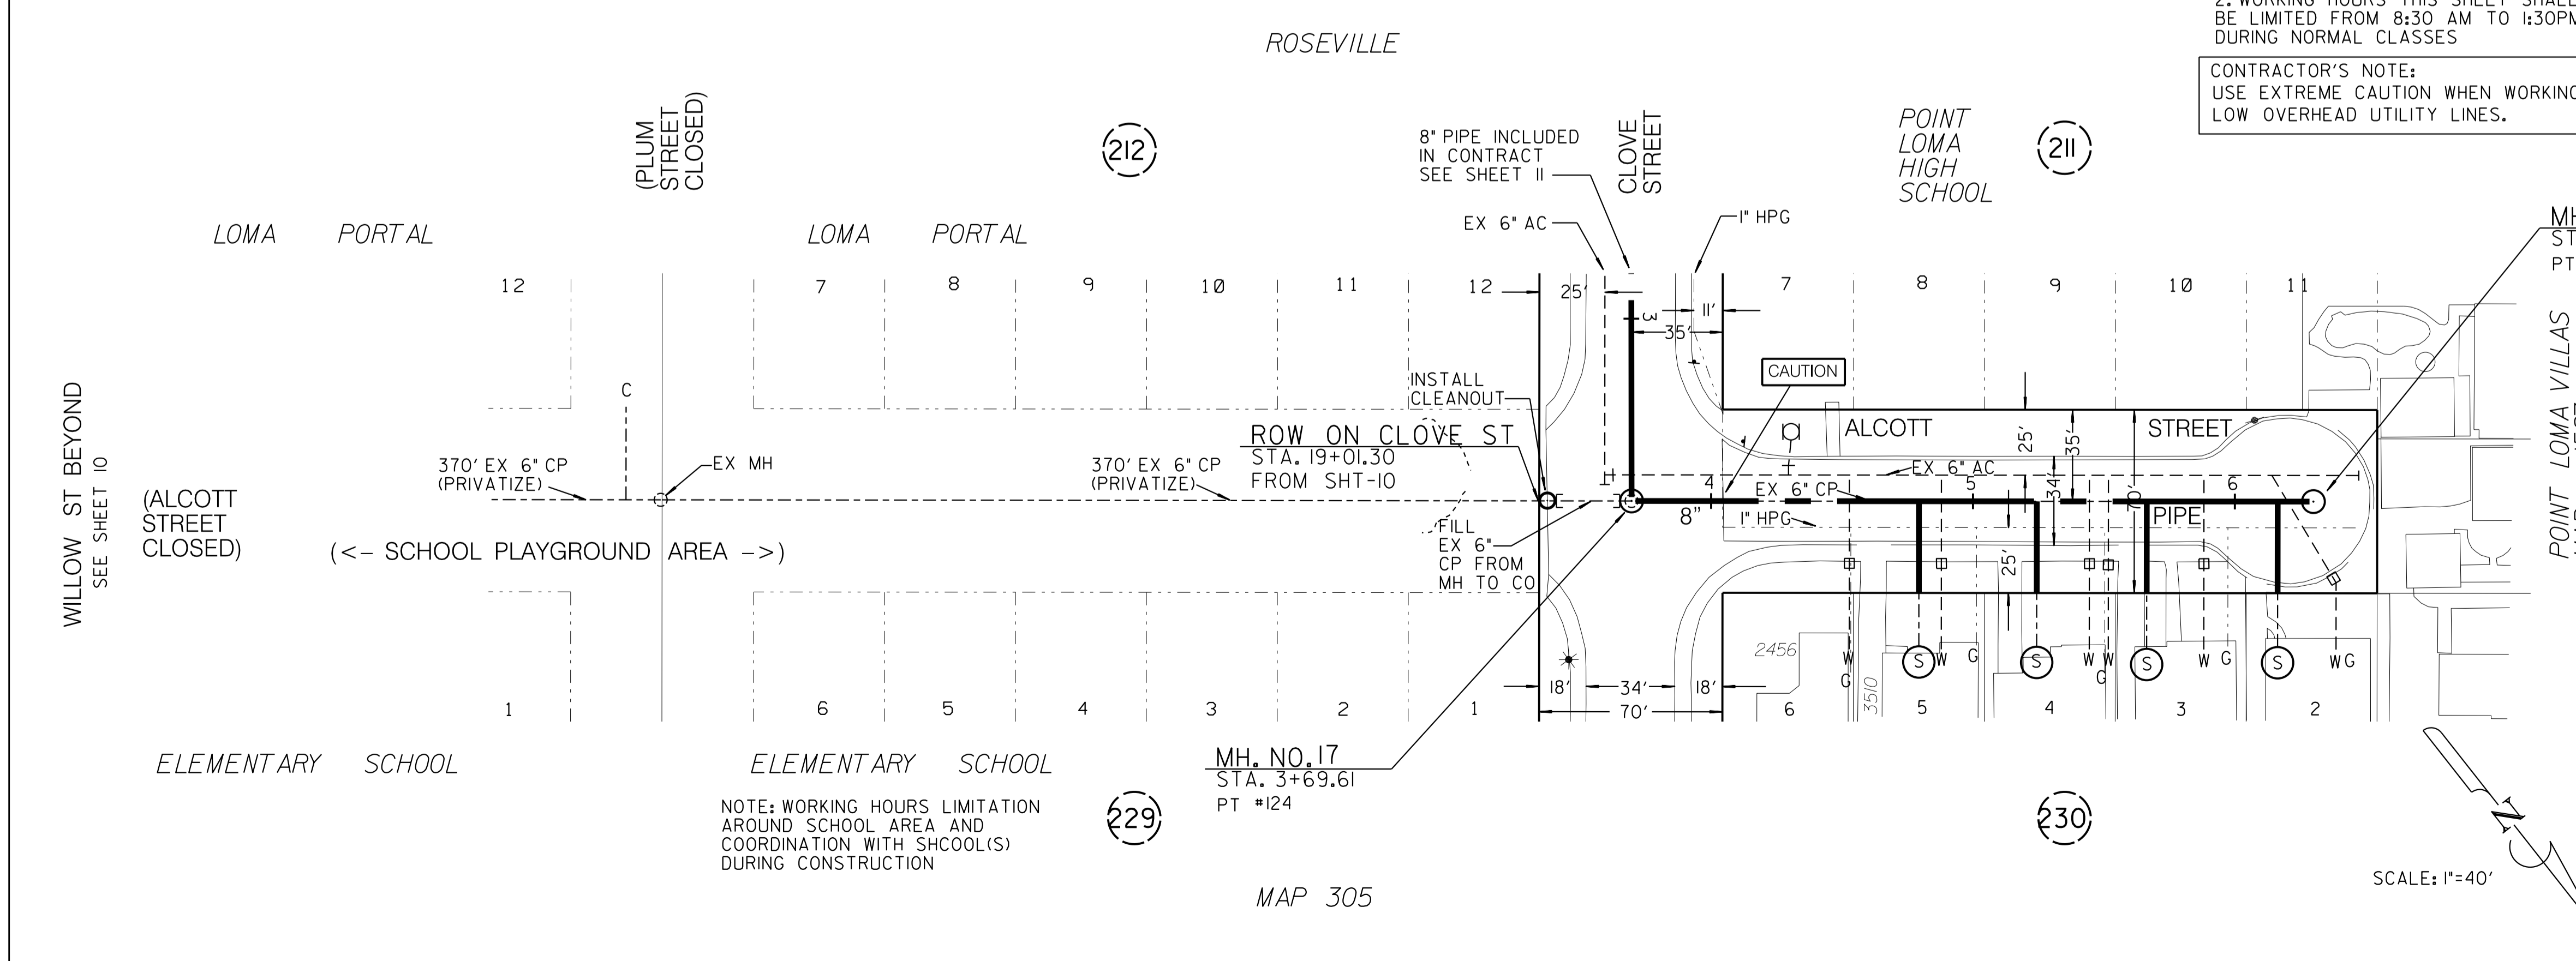 ROSEVILLE
2. WORKING HOURS THIS SHEET SHALL
BE LIMITED FROM 8:30 AM TO 1:30PM
DURING NORMAL CLASSES
CONTRACTOR'S NOTE:
USE EXTREME CAUTION WHEN WORKING
LOW OVERHEAD UTILITY LINES.
(PLUM
STREET
CLOSED)
212
8" PIPE INCLUDED
IN CONTRACT
SEE SHEET 11
CLOVE
STREET
POINT
LOMA
HIGH
SCHOOL
211
EX 6" AC
1" HPG
LOMA PORTAL
LOMA PORTAL
MH
ST
PT
12
7
8
9
10
11
12
25'
11'
3
35'
7
8
9
10
11
CAUTION
INSTALL
CLEANOUT
C
WILLOW ST BEYOND
SEE SHEET 10
(ALCOTT
STREET
CLOSED)
370' EX 6" CP
(PRIVATIZE)
EX MH
370' EX 6" CP
(PRIVATIZE)
ROW ON CLOVE ST
STA. 19+01.30
FROM SHT-10
ALCOTT STREET
25'
35'
34'
70'
EX 6" AC
4
EX 6" CP
5
6
8"
PIPE
1" HPG
25'
POINT LOMA VILLAS
(<- SCHOOL PLAYGROUND AREA ->)
FILL
EX 6"
CP FROM
MH TO CO
2456
3510
W
G
S
W
G
S
W
W
G
S
W
G
S
W
G
18'
34'
18'
70'
1
6
5
4
3
2
1
6
5
4
3
2
ELEMENTARY SCHOOL
ELEMENTARY SCHOOL
MH. NO.17
STA. 3+69.61
PT #124
NOTE: WORKING HOURS LIMITATION
AROUND SCHOOL AREA AND
COORDINATION WITH SHCOOL(S)
DURING CONSTRUCTION
229
230
N
SCALE: 1"=40'
MAP 305